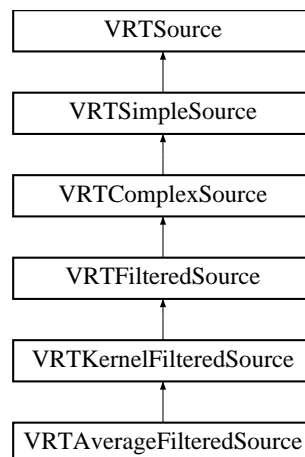 VRTSource
VRTSimpleSource
VRTComplexSource
VRTFilteredSource
VRTKernelFilteredSource
VRTAverageFilteredSource